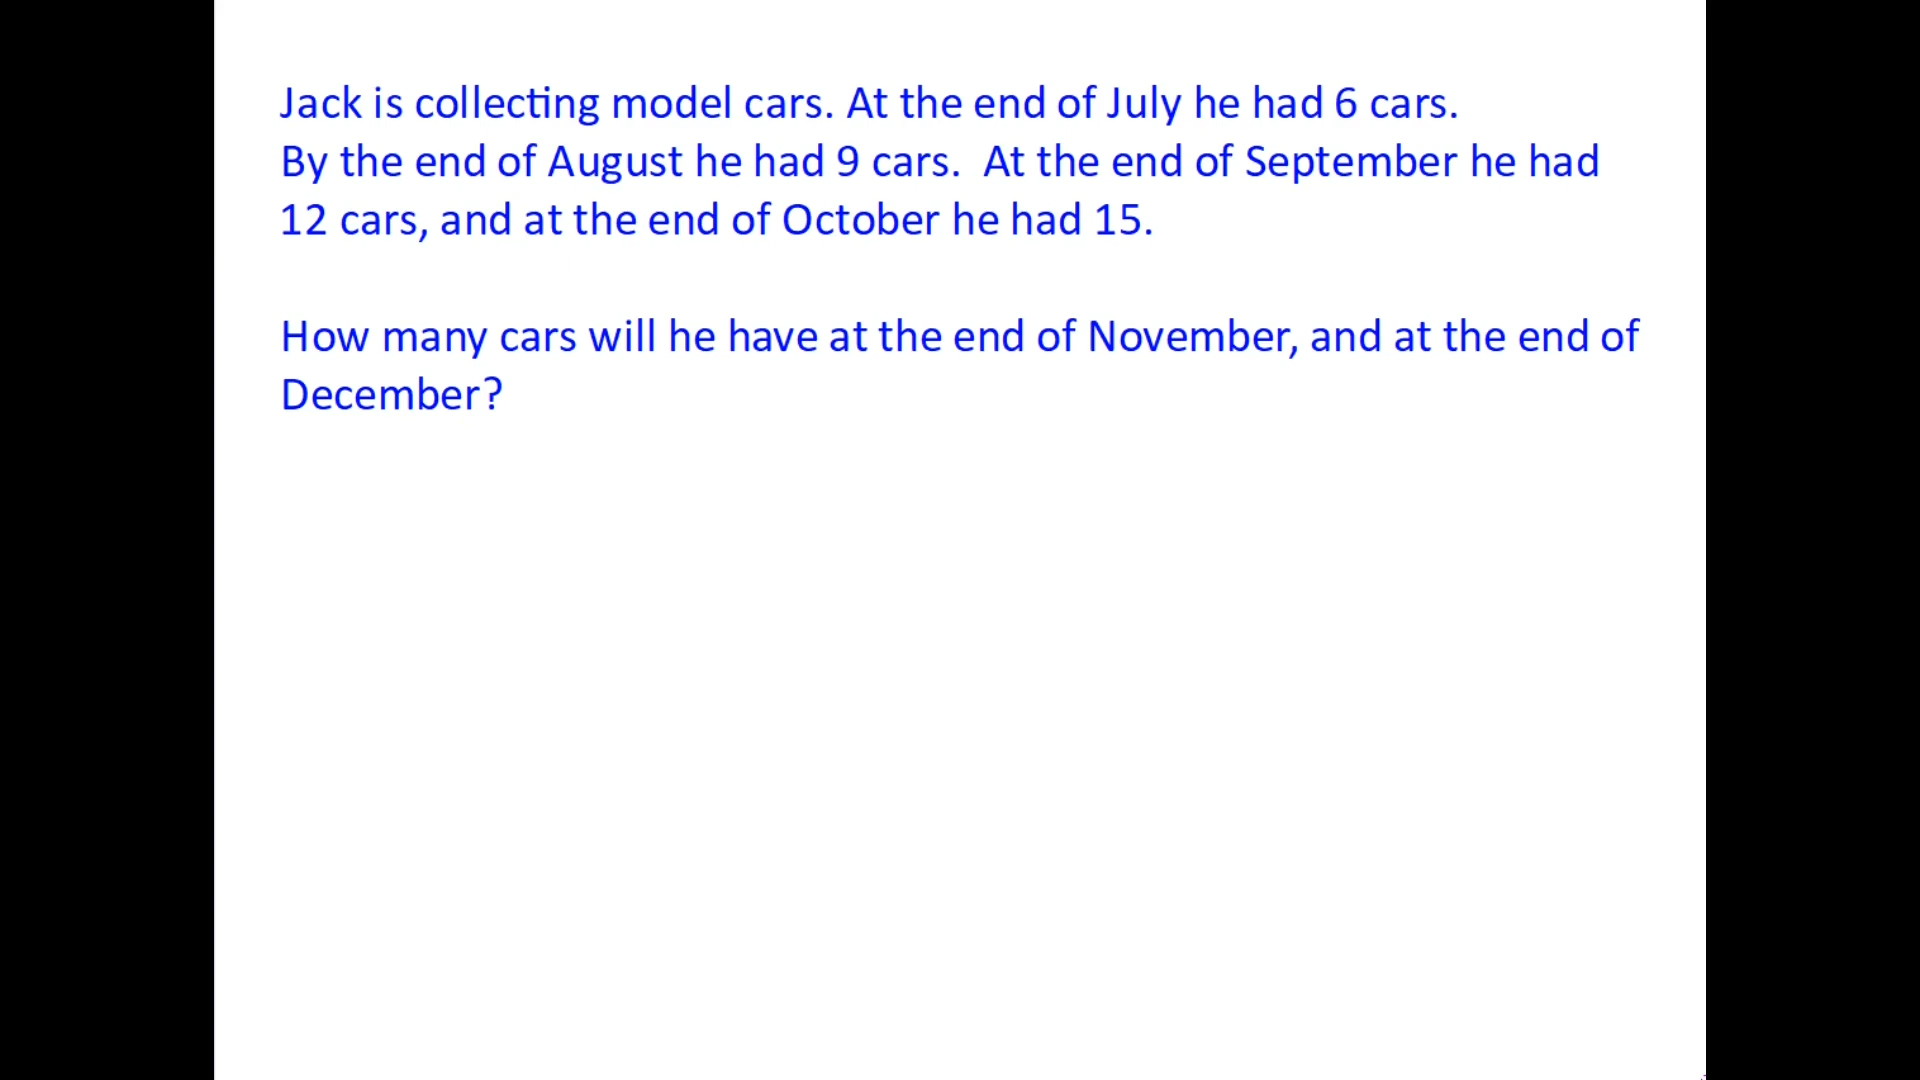 Jack is collecting model cars. At the end of July he had 6 cars.
By the end of August he had 9 cars.  At the end of September he had
12 cars, and at the end of October he had 15.
How many cars will he have at the end of November, and at the end of
December?